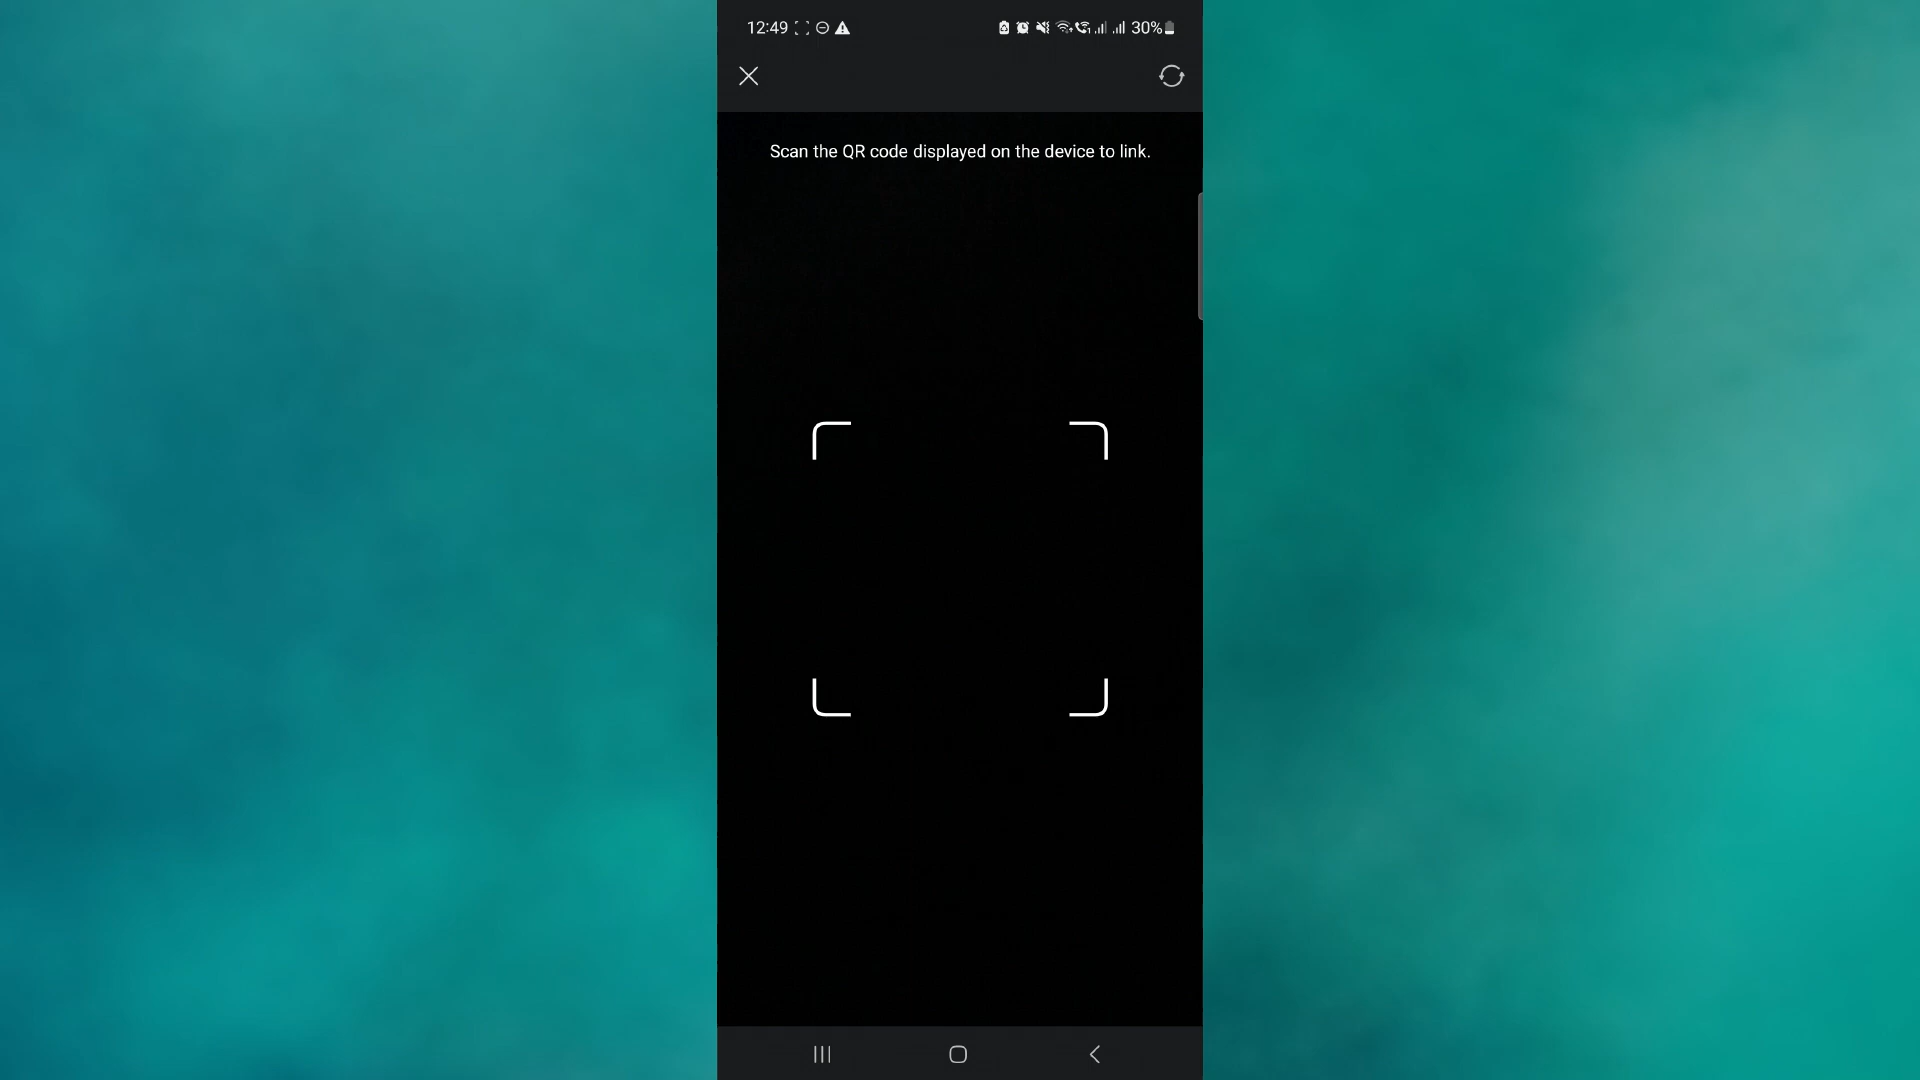 12:49
30%
Scan the QR code displayed on the device to link.